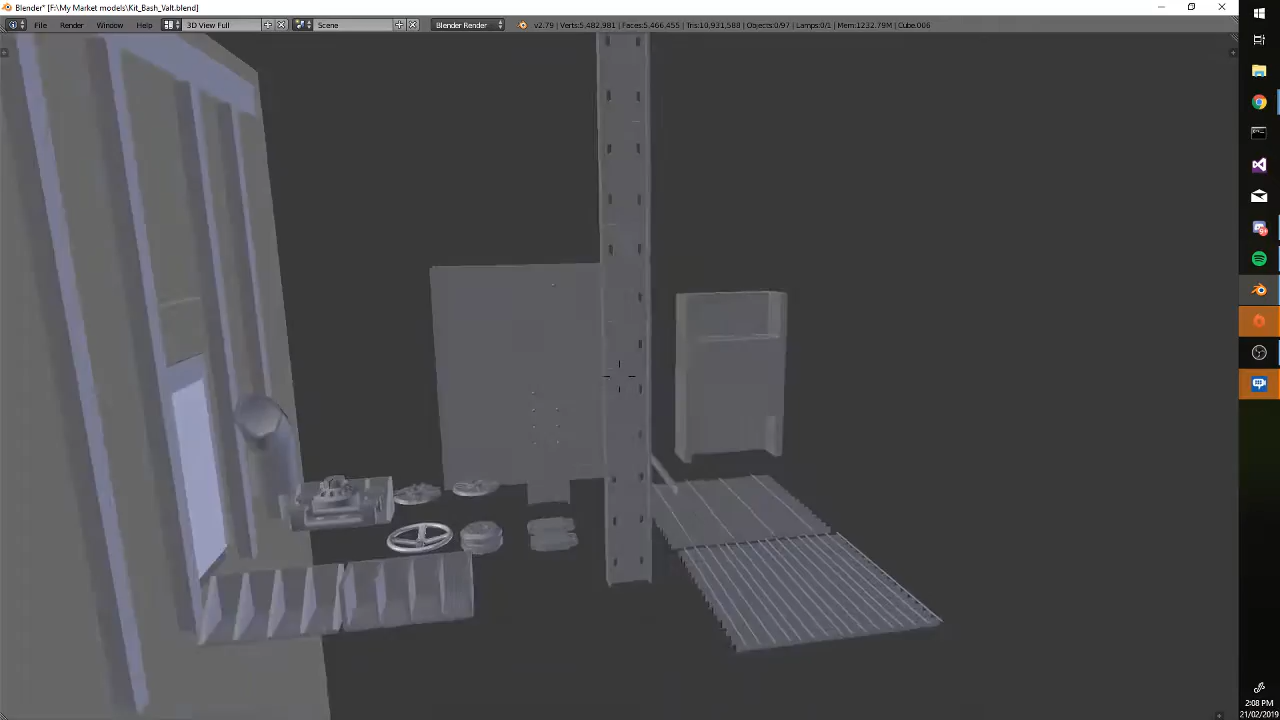 Blender* [F:\My Market models\Kit_Bash_Valt.blend]
File Render Window Help 3D View Full Scene Blender Render v2.79 | Verts:5,482,981 | Faces:5,466,455 | Tris:10,931,588 | Objects:0/97 | Lamps:0/1 | Mem:1232.79M | Cube.006
2:08 PM
21/02/2019